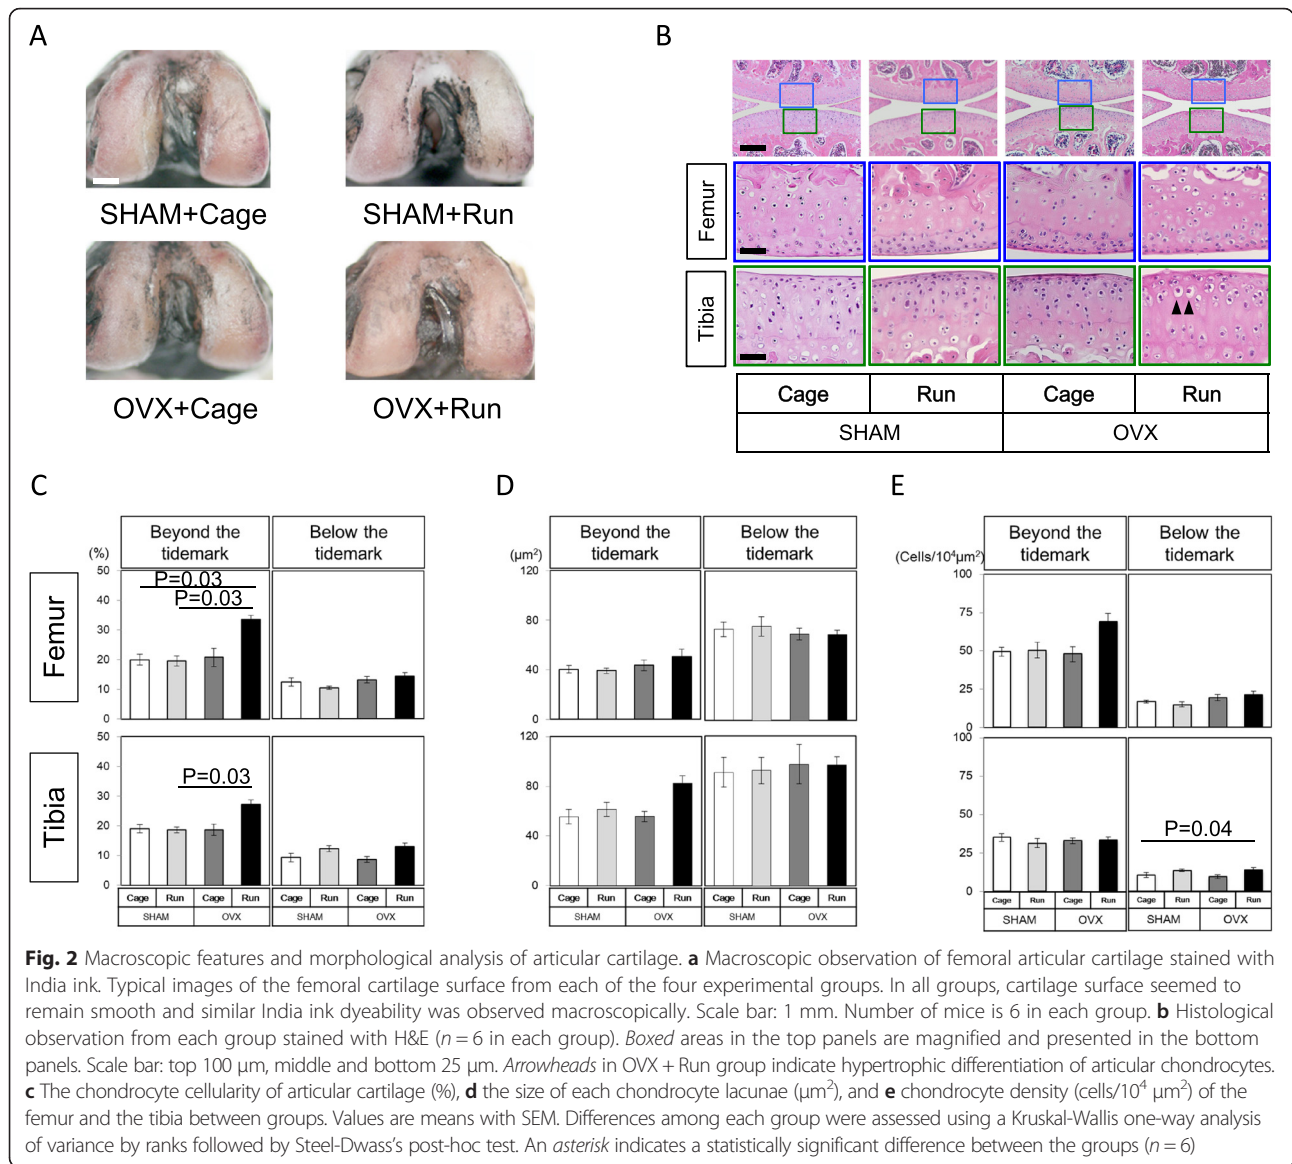 A
SHAM+Cage
SHAM+Run
OVX+Cage
OVX+Run
B
Femur
Tibia
Cage
Run
Cage
Run
SHAM
OVX
C
Beyond the
tidemark
Below the
tidemark
(%)
Femur
50
40
30
20
10
0
P=0.03
P=0.03
Tibia
50
40
30
20
10
0
P=0.03
Cage
Run
Cage
Run
Cage
Run
Cage
Run
SHAM
OVX
SHAM
OVX
D
Beyond the
tidemark
Below the
tidemark
(µm²)
120
80
40
0
120
80
40
0
Cage
Run
Cage
Run
Cage
Run
Cage
Run
SHAM
OVX
SHAM
OVX
E
Beyond the
tidemark
Below the
tidemark
(Cells/10⁴µm²)
100
75
50
25
0
100
75
50
25
0
P=0.04
Cage
Run
Cage
Run
Cage
Run
Cage
Run
SHAM
OVX
SHAM
OVX
Fig. 2 Macroscopic features and morphological analysis of articular cartilage. a Macroscopic observation of femoral articular cartilage stained with
India ink. Typical images of the femoral cartilage surface from each of the four experimental groups. In all groups, cartilage surface seemed to
remain smooth and similar India ink dyeability was observed macroscopically. Scale bar: 1 mm. Number of mice is 6 in each group. b Histological
observation from each group stained with H&E (n = 6 in each group). Boxed areas in the top panels are magnified and presented in the bottom
panels. Scale bar: top 100 µm, middle and bottom 25 µm. Arrowheads in OVX + Run group indicate hypertrophic differentiation of articular chondrocytes.
c The chondrocyte cellularity of articular cartilage (%), d the size of each chondrocyte lacunae (µm²), and e chondrocyte density (cells/10⁴ µm²) of the
femur and the tibia between groups. Values are means with SEM. Differences among each group were assessed using a Kruskal-Wallis one-way analysis
of variance by ranks followed by Steel-Dwass's post-hoc test. An asterisk indicates a statistically significant difference between the groups (n = 6)